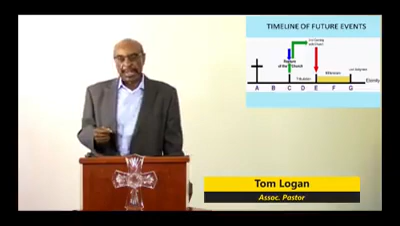 TIMELINE OF FUTURE EVENTS
Rapture
of the
Church
Tribulation
Millennium
Eternity
A B C D E F G
Tom Logan
Assoc. Pastor